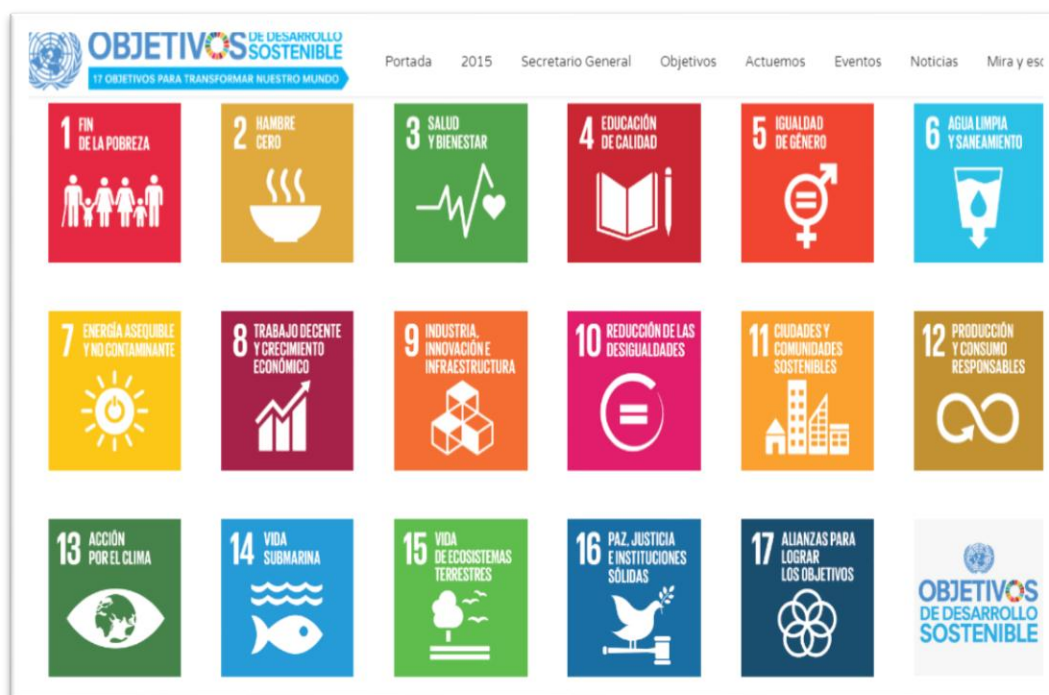 OBJETIVOS DE DESARROLLO SOSTENIBLE
17 OBJETIVOS PARA TRANSFORMAR NUESTRO MUNDO
Portada 2015 Secretario General Objetivos Actuemos Eventos Noticias Mira y esc
1 FIN
DE LA POBREZA
2 HAMBRE
CERO
3 SALUD
Y BIENESTAR
4 EDUCACIÓN
DE CALIDAD
5 IGUALDAD
DE GÉNERO
6 AGUA LIMPIA
Y SANEAMIENTO
7 ENERGÍA ASEQUIBLE
Y NO CONTAMINANTE
8 TRABAJO DECENTE
Y CRECIMIENTO
ECONÓMICO
9 INDUSTRIA,
INNOVACIÓN E
INFRAESTRUCTURA
10 REDUCCIÓN DE LAS
DESIGUALDADES
11 CIUDADES Y
COMUNIDADES
SOSTENIBLES
12 PRODUCCIÓN
Y CONSUMO
RESPONSABLES
13 ACCIÓN
POR EL CLIMA
14 VIDA
SUBMARINA
15 VIDA
DE ECOSISTEMAS
TERRESTRES
16 PAZ, JUSTICIA
E INSTITUCIONES
SÓLIDAS
17 ALIANZAS PARA
LOGRAR
LOS OBJETIVOS
OBJETIVOS
DE DESARROLLO
SOSTENIBLE